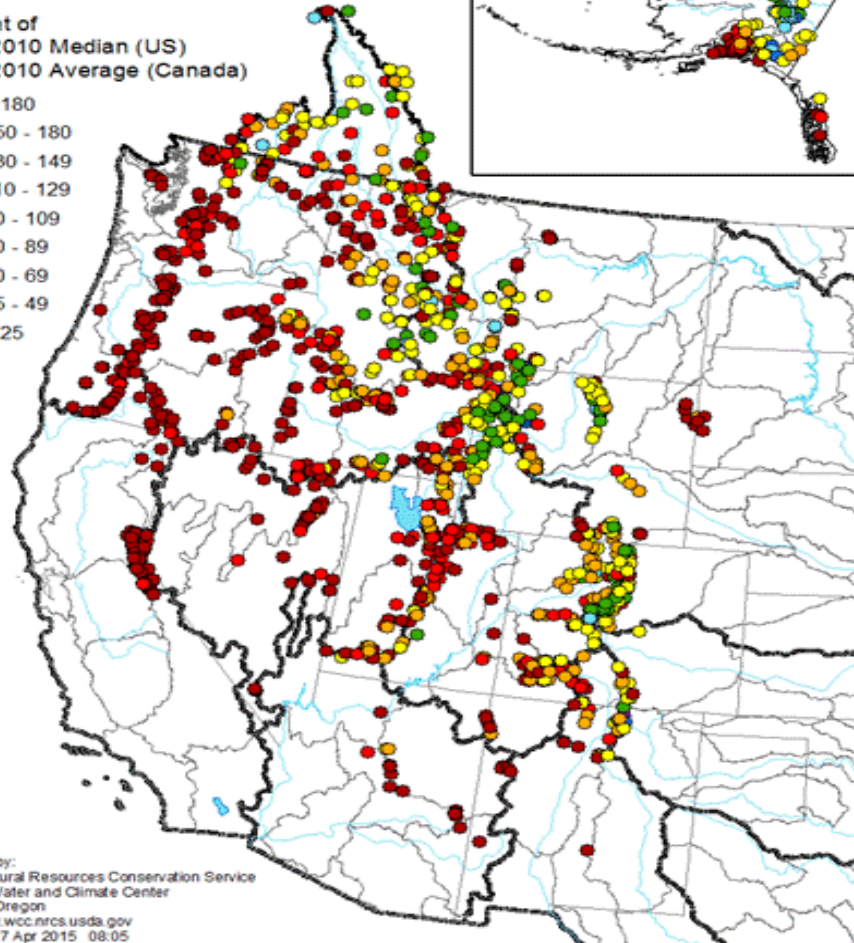 t of
2010 Median (US)
2010 Average (Canada)
180
50 - 180
30 - 149
10 - 129
0 - 109
0 - 89
0 - 69
5 - 49
25
by:
ural Resources Conservation Service
Water and Climate Center
Oregon
.wcc.nrcs.usda.gov
7 Apr 2015 08:05